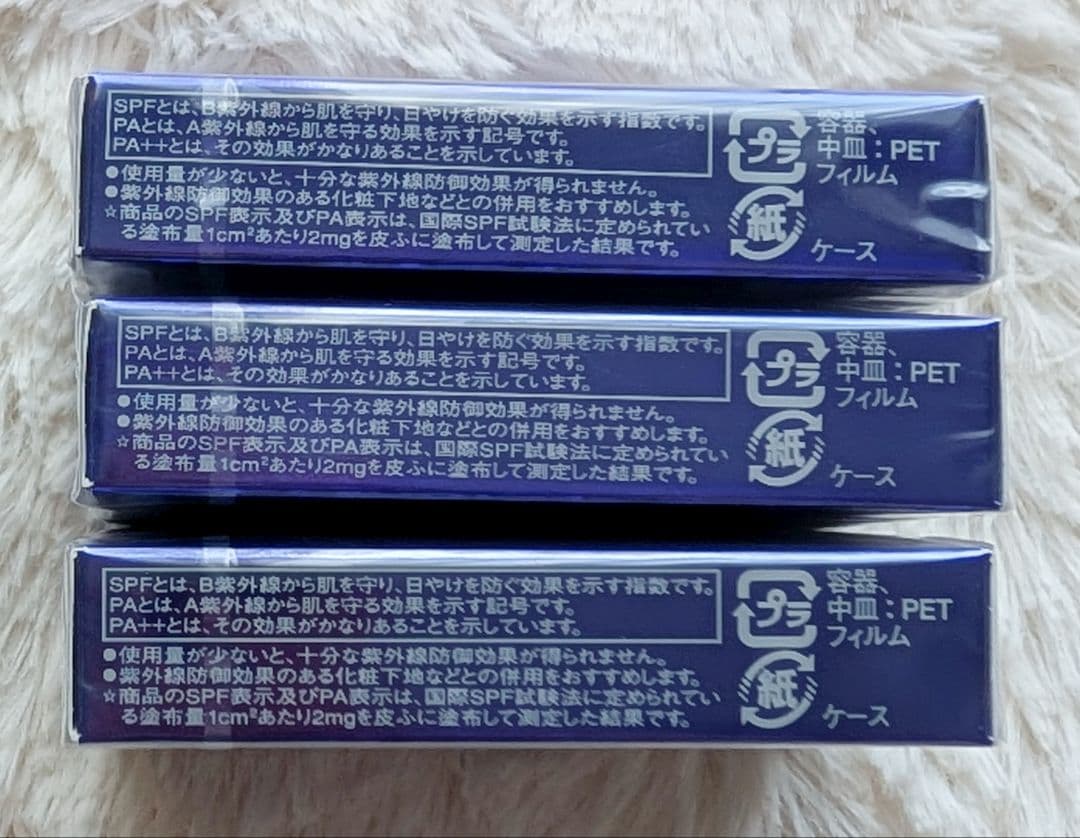 SPFとは、B紫外線から肌を守り、日やけを防ぐ効果を示す指数です。
PAとは、A紫外線から肌を守る効果を示す記号です。
PA++とは、その効果がかなりあることを示しています。
●使用量が少ないと、十分な紫外線防御効果が得られません。
●紫外線防御効果のある化粧下地などとの併用をおすすめします。
☆商品のSPF表示及びPA表示は、国際SPF試験法に定められてい
る塗布量1cm²あたり2mgを皮ふに塗布して測定した結果です。
プラ
容器、
中皿：PET
フィルム
紙
ケース
SPFとは、B紫外線から肌を守り、日やけを防ぐ効果を示す指数です。
PAとは、A紫外線から肌を守る効果を示す記号です。
PA++とは、その効果がかなりあることを示しています。
●使用量が少ないと、十分な紫外線防御効果が得られません。
●紫外線防御効果のある化粧下地などとの併用をおすすめします。
☆商品のSPF表示及びPA表示は、国際SPF試験法に定められてい
る塗布量1cm²あたり2mgを皮ふに塗布して測定した結果です。
プラ
容器、
中皿：PET
フィルム
紙
ケース
SPFとは、B紫外線から肌を守り、日やけを防ぐ効果を示す指数です。
PAとは、A紫外線から肌を守る効果を示す記号です。
PA++とは、その効果がかなりあることを示しています。
●使用量が少ないと、十分な紫外線防御効果が得られません。
●紫外線防御効果のある化粧下地などとの併用をおすすめします。
☆商品のSPF表示及びPA表示は、国際SPF試験法に定められてい
る塗布量1cm²あたり2mgを皮ふに塗布して測定した結果です。
プラ
容器、
中皿：PET
フィルム
紙
ケース